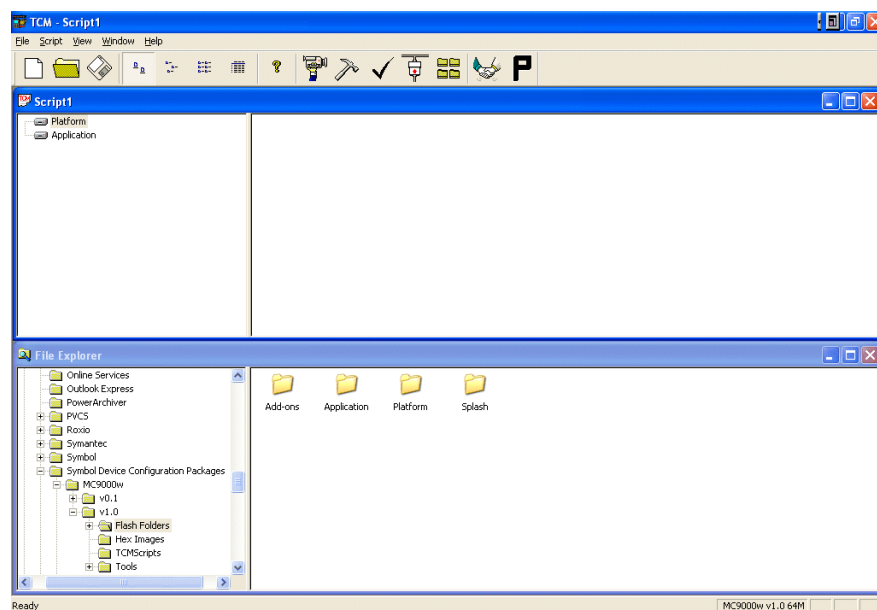 TCM - Script1
File Script View Window Help
Script1
Platform
Application
File Explorer
Online Services
Outlook Express
PowerArchiver
PVCS
Roxio
Symantec
Symbol
Symbol Device Configuration Packages
MC9000w
v0.1
v1.0
Flash Folders
Hex Images
TCMScripts
Tools
Add-ons Application Platform Splash
Ready MC9000w v1.0 64M